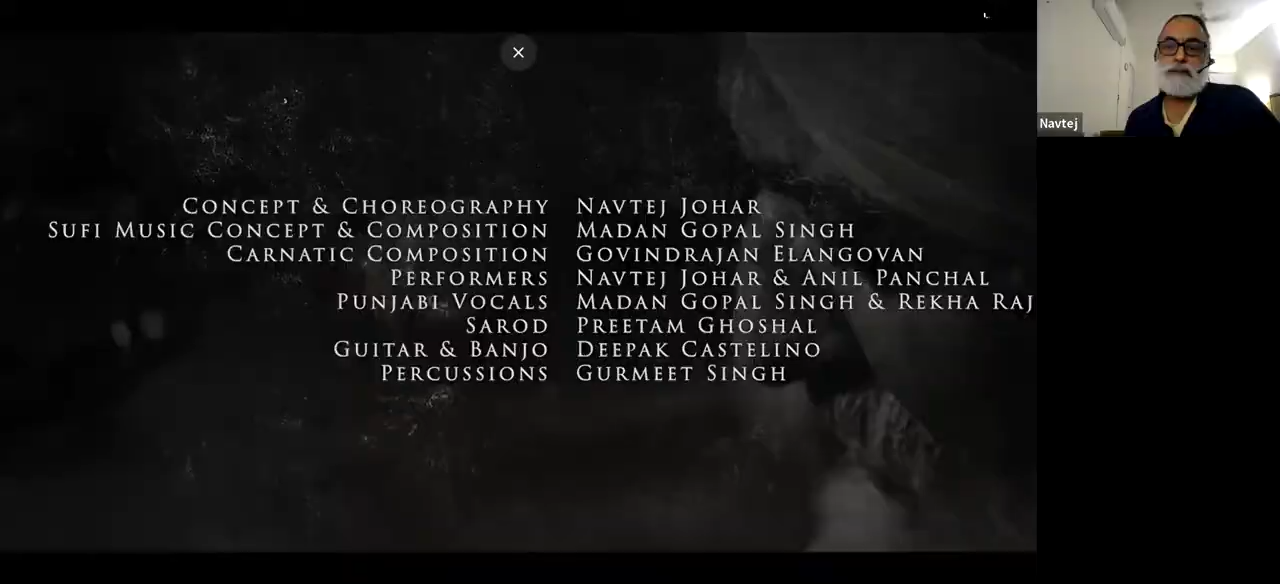 Navtej
CONCEPT & CHOREOGRAPHY NAVTEJ JOHAR
SUFI MUSIC CONCEPT & COMPOSITION MADAN GOPAL SINGH
CARNATIC COMPOSITION GOVINDRAJAN ELANGOVAN
PERFORMERS NAVTEJ JOHAR & ANIL PANCHAL
PUNJABI VOCALS MADAN GOPAL SINGH & REKHA RAJ
SAROD PREETAM GHOSHAL
GUITAR & BANJO DEEPAK CASTELINO
PERCUSSIONS GURMEET SINGH